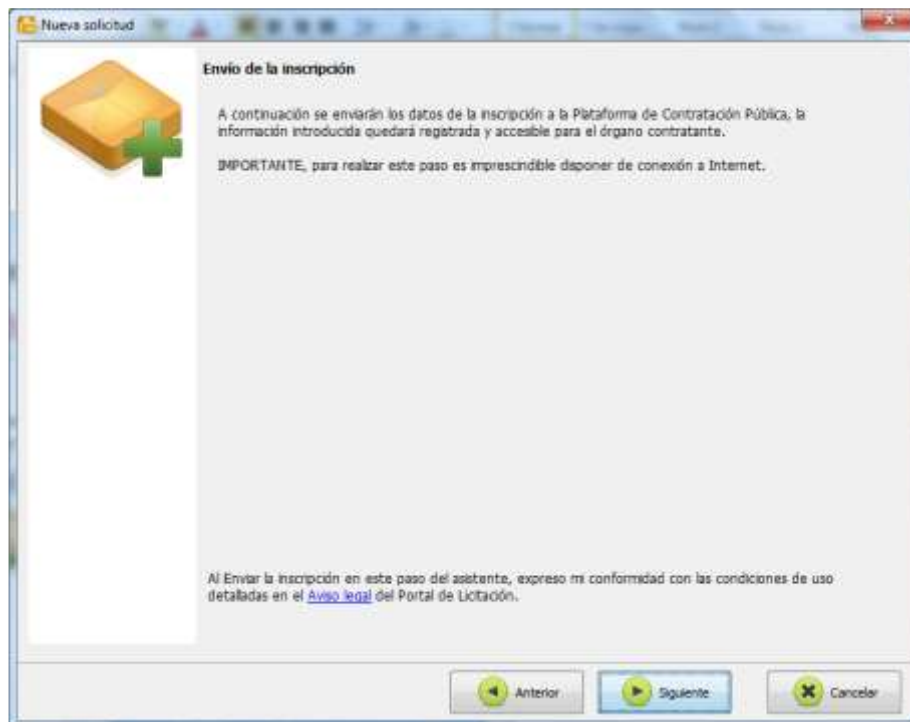 Nueva solicitud
Envío de la inscripción
A continuación se enviarán los datos de la inscripción a la Plataforma de Contratación Pública, la
información introducida quedará registrada y accesible para el órgano contratante.
IMPORTANTE, para realizar este paso es imprescindible disponer de conexión a Internet.
Al Enviar la inscripción en este paso del asistente, expreso mi conformidad con las condiciones de uso
detalladas en el Aviso legal del Portal de Licitación.
Anterior
Siguiente
Cancelar